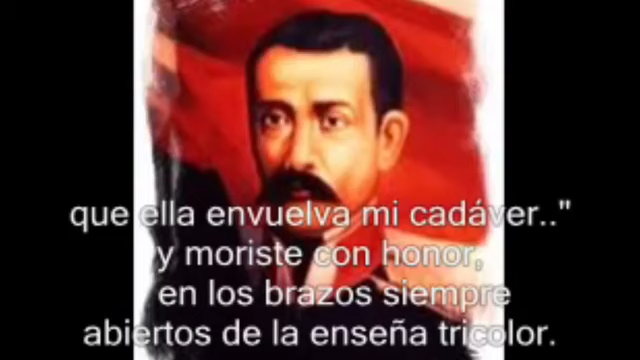 que ella envuelva mi cadáver.."
y moriste con honor,
en los brazos siempre
abiertos de la enseña tricolor.